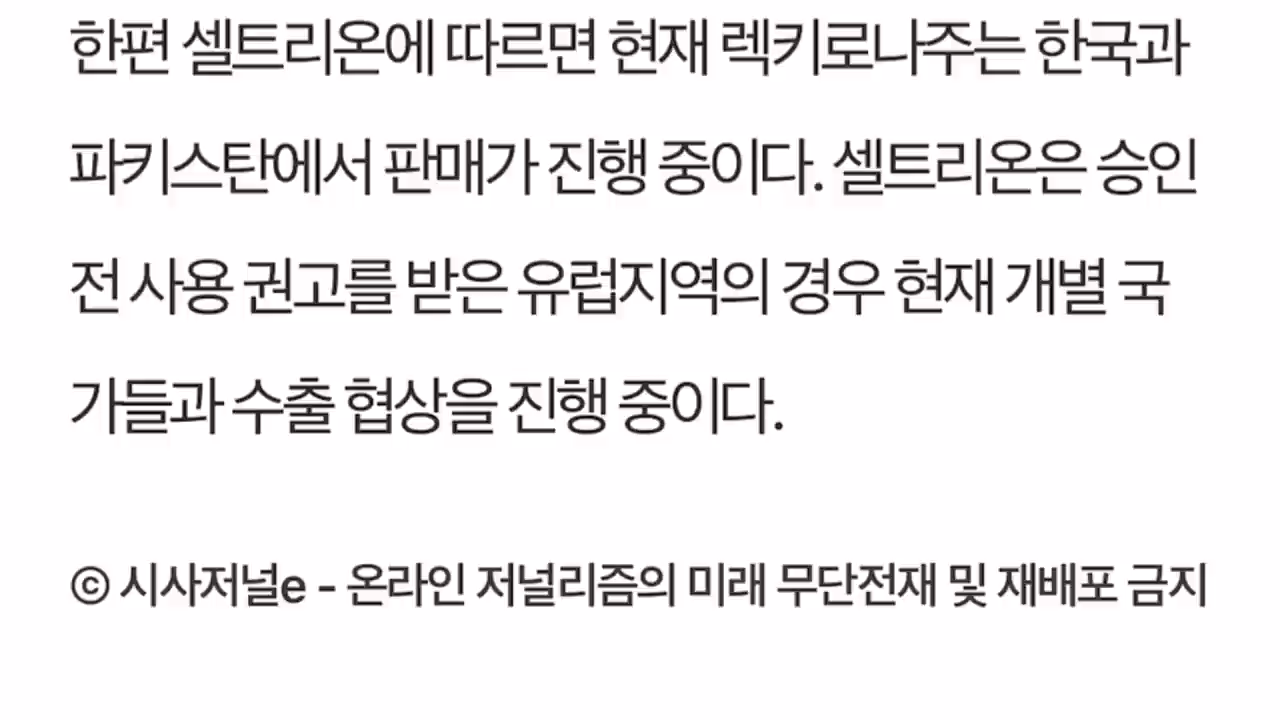 한편 셀트리온에 따르면 현재 렉키로나주는 한국과
파키스탄에서 판매가 진행 중이다. 셀트리온은 승인
전 사용 권고를 받은 유럽지역의 경우 현재 개별 국
가들과 수출 협상을 진행 중이다.
© 시사저널e - 온라인 저널리즘의 미래 무단전재 및 재배포 금지